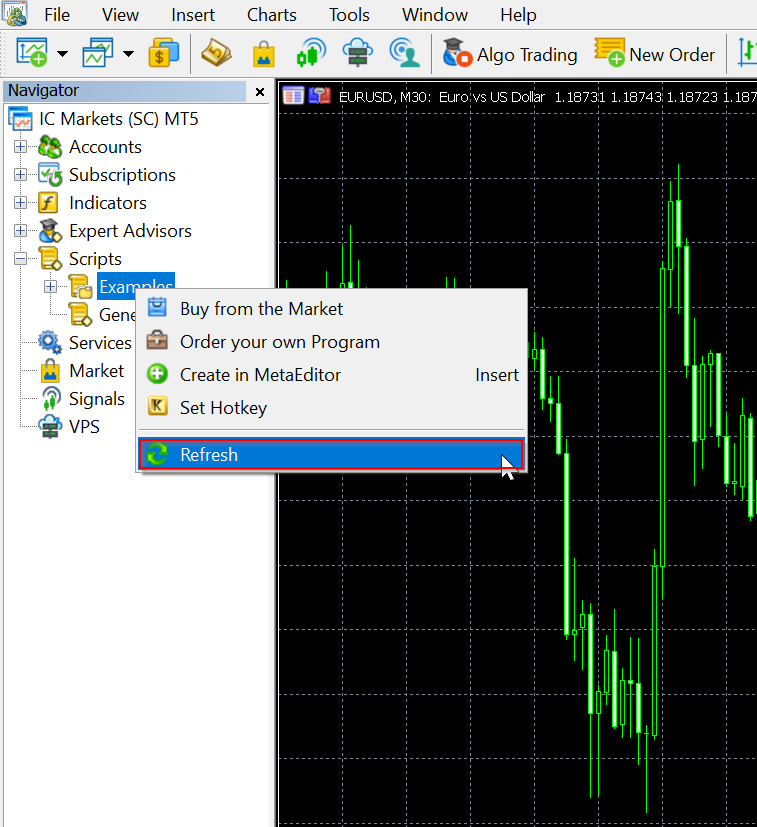 File View Insert Charts Tools Window Help
Algo Trading New Order
Navigator
EURUSD, M30: Euro vs US Dollar 1.18731 1.18743 1.18723 1.187
IC Markets (SC) MT5
Accounts
Subscriptions
Indicators
Expert Advisors
Scripts
Examples
Gene
Services
Market
Signals
VPS
Buy from the Market
Order your own Program
Create in MetaEditor Insert
Set Hotkey
Refresh